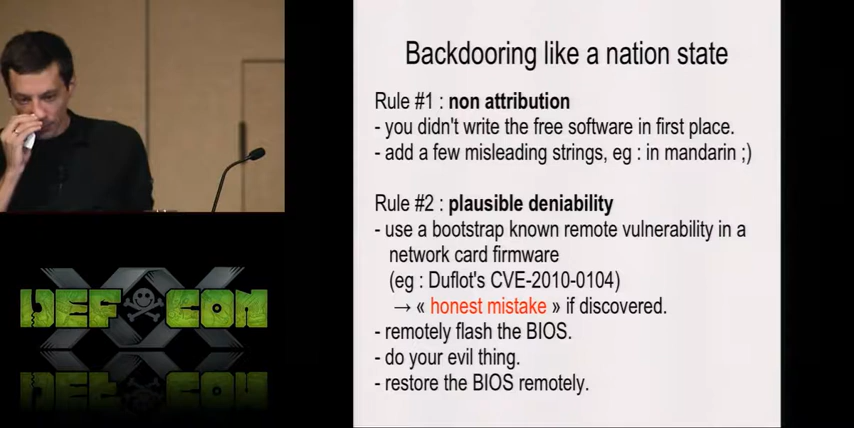 Backdooring like a nation state
Rule #1 : non attribution
- you didn't write the free software in first place.
- add a few misleading strings, eg : in mandarin ;)
Rule #2 : plausible deniability
- use a bootstrap known remote vulnerability in a
network card firmware
(eg : Duflot's CVE-2010-0104)
→ « honest mistake » if discovered.
- remotely flash the BIOS.
- do your evil thing.
- restore the BIOS remotely.
DEF CON
XX